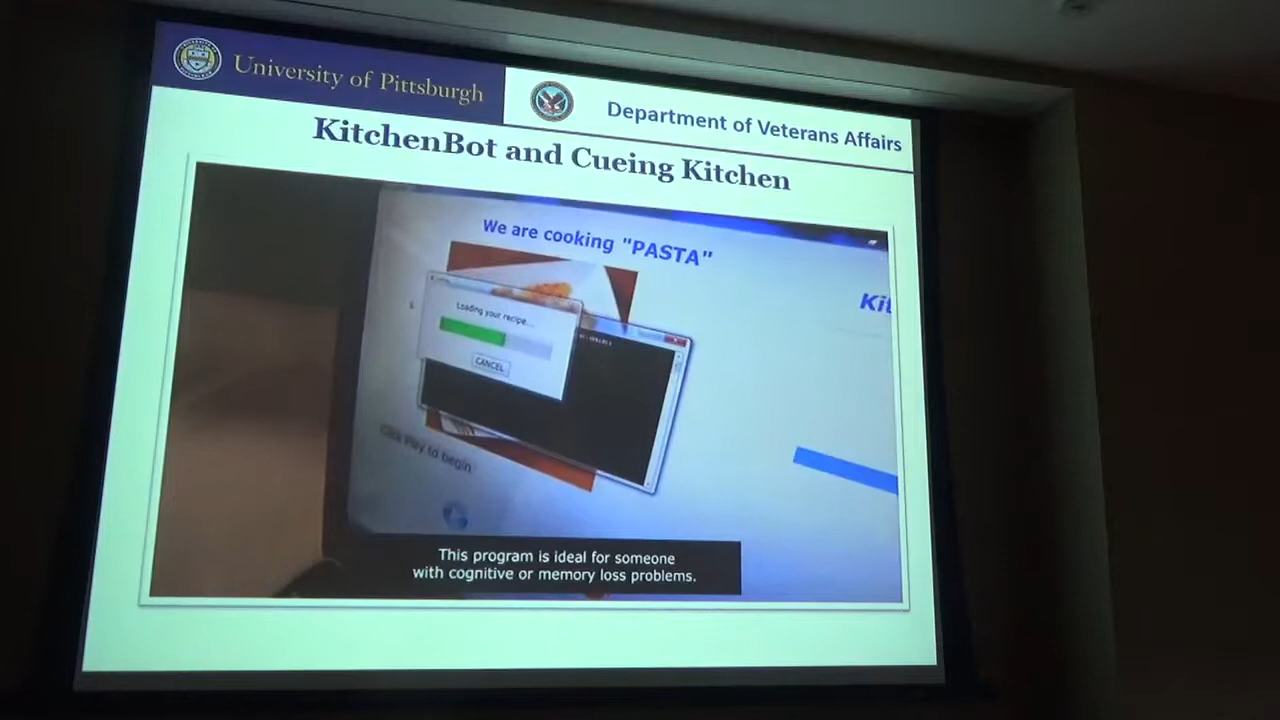 University of Pittsburgh
Department of Veterans Affairs
KitchenBot and Cueing Kitchen
We are cooking "PASTA"
Kit
Loading your recipe...
CANCEL
Click Play to begin
This program is ideal for someone
with cognitive or memory loss problems.